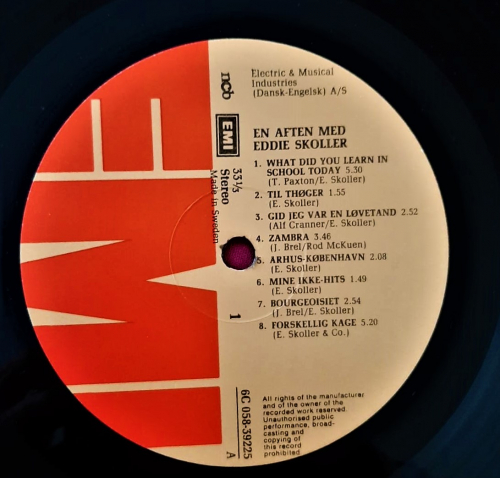 Electric & Musical
Industries
(Dansk-Engelsk) A/S
ncb
EMI
33⅓
Stereo
Made in Sweden
EN AFTEN MED
EDDIE SKOLLER
1. WHAT DID YOU LEARN IN
SCHOOL TODAY 5.30
(T. Paxton/E. Skoller)
2. TIL THØGER 1.55
(E. Skoller)
3. GID JEG VAR EN LØVETAND 2.52
(Alf Cranner/E. Skoller)
4. ZAMBRA 3.46
(J. Brel/Rod McKuen)
5. ARHUS-KØBENHAVN 2.08
(E. Skoller)
6. MINE IKKE-HITS 1.49
(E. Skoller)
7. BOURGEOISIET 2.54
(J. Brel/E. Skoller)
8. FORSKELLIG KAGE 5.20
(E. Skoller & Co.)
1
6C 058-39225
A
All rights of the manufacturer
and of the owner of the
recorded work reserved.
Unauthorised public
performance, broad-
casting and
copying of
this record
prohibited
EMI